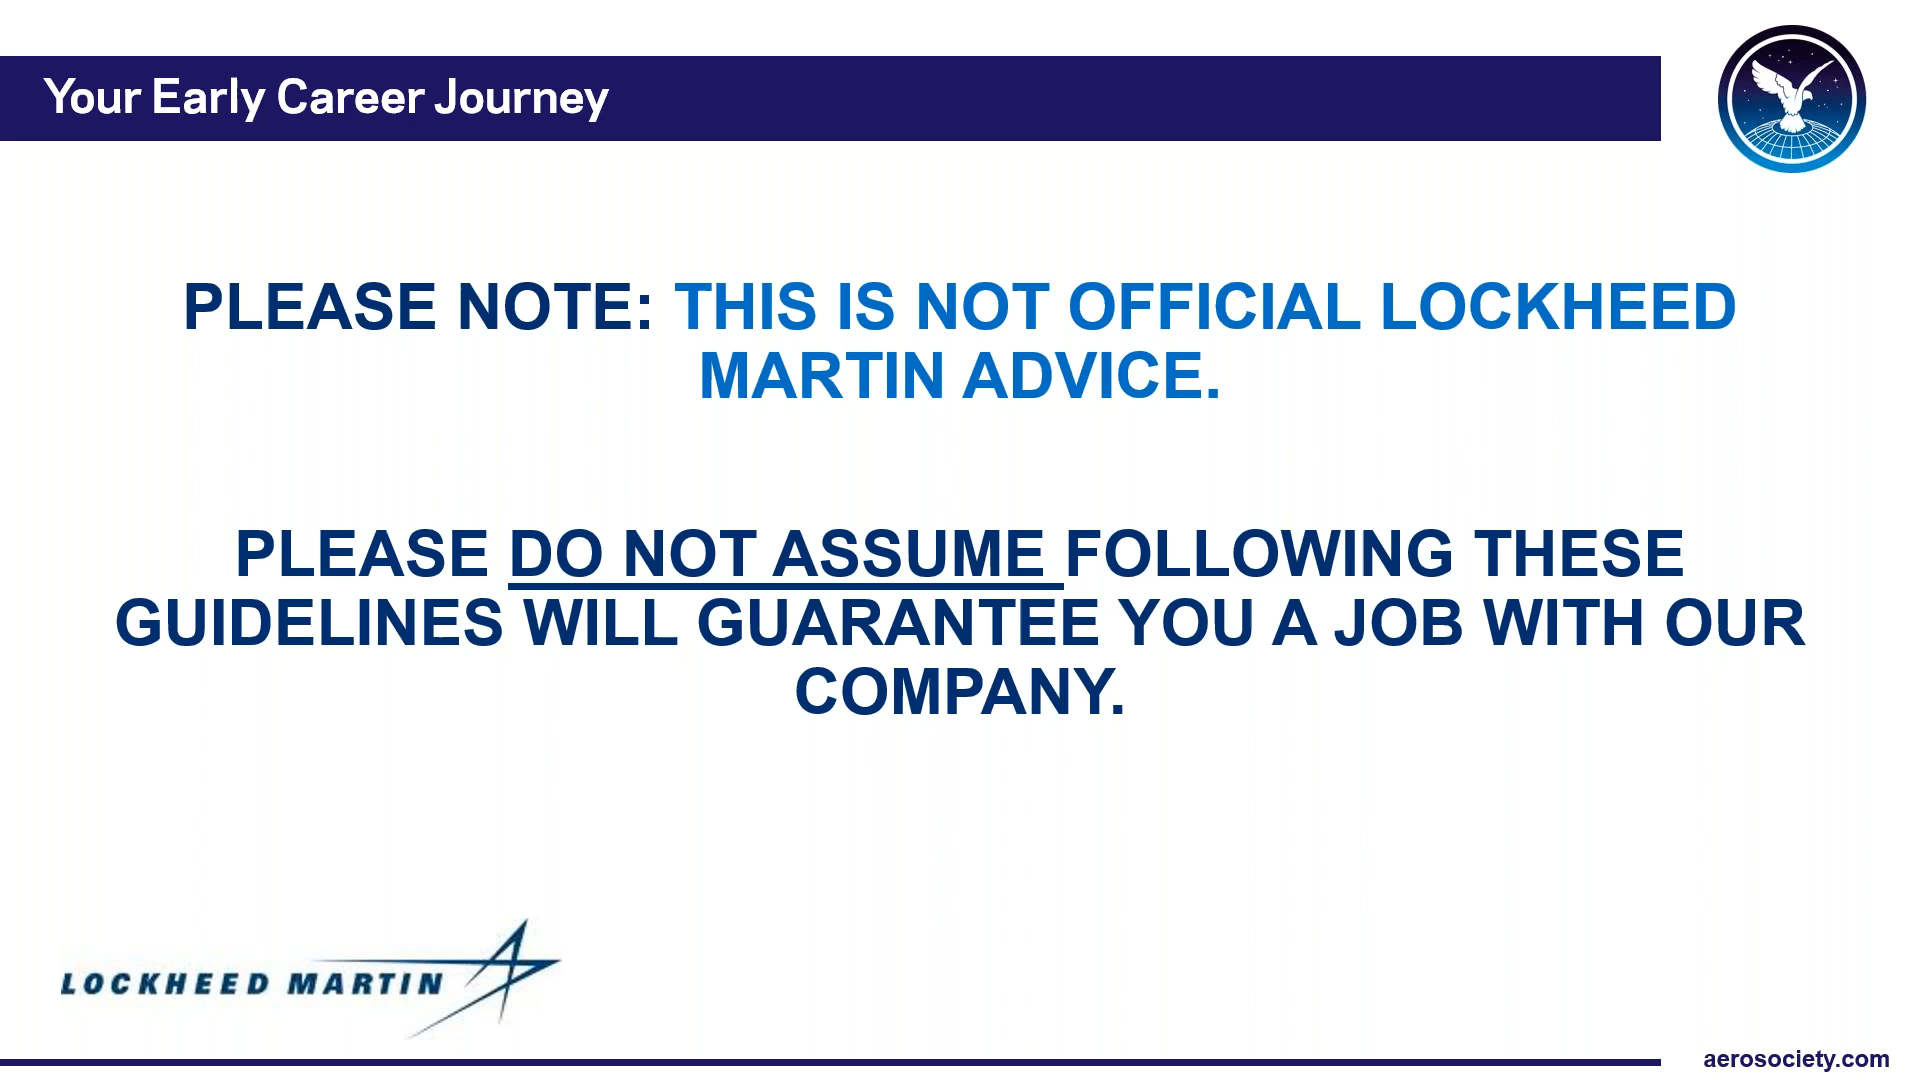 Your Early Career Journey
PLEASE NOTE: THIS IS NOT OFFICIAL LOCKHEED
MARTIN ADVICE.
PLEASE DO NOT ASSUME FOLLOWING THESE
GUIDELINES WILL GUARANTEE YOU A JOB WITH OUR
COMPANY.
LOCKHEED MARTIN
aerosociety.com